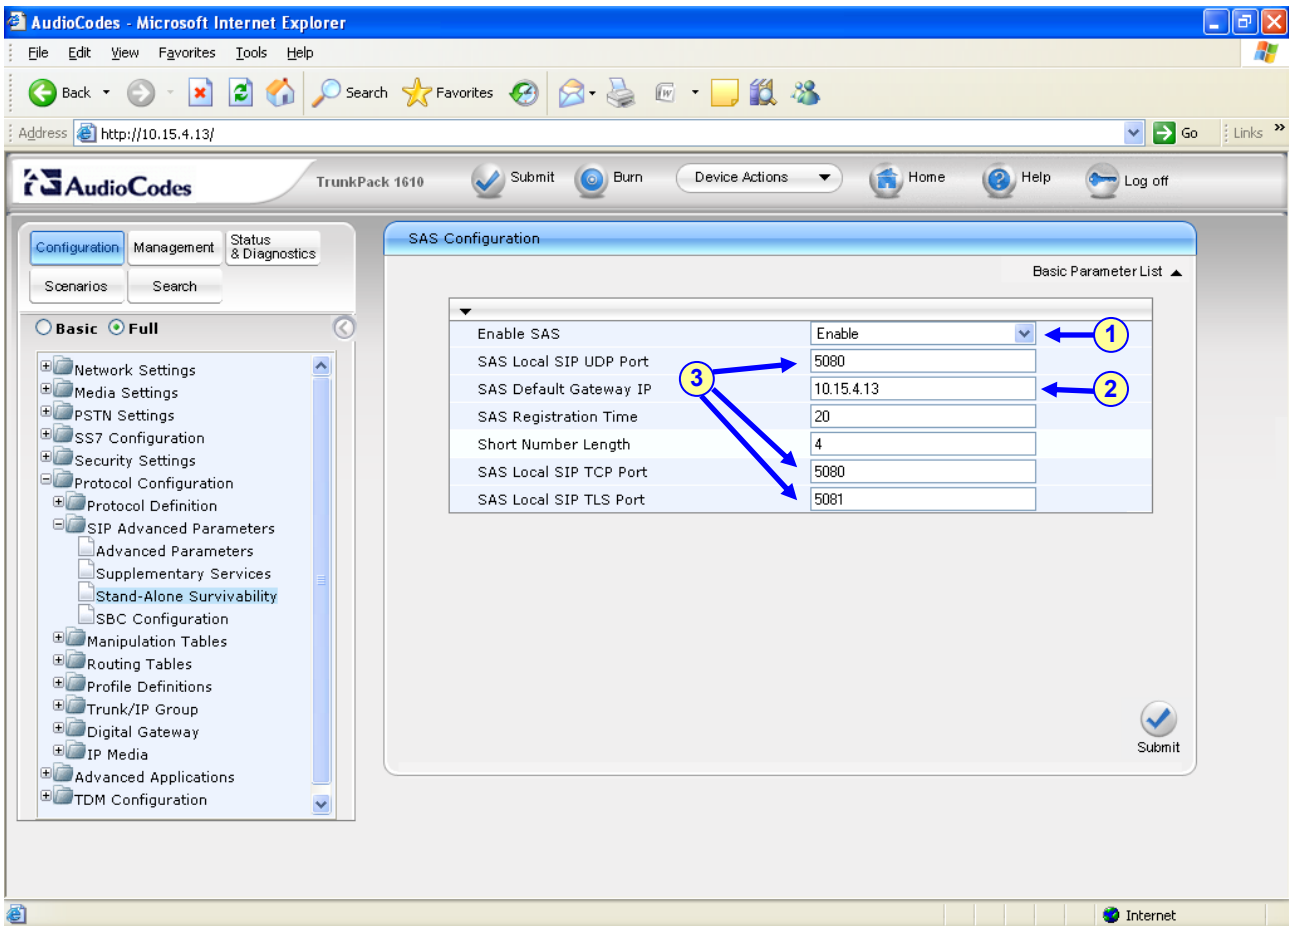 AudioCodes - Microsoft Internet Explorer
File Edit View Favorites Tools Help
Back Search Favorites
Address http://10.15.4.13/ Go Links »
AudioCodes TrunkPack 1610 Submit Burn Device Actions Home Help Log off
Configuration Management Status & Diagnostics
Scenarios Search
Basic Full
Network Settings
Media Settings
PSTN Settings
SS7 Configuration
Security Settings
Protocol Configuration
Protocol Definition
SIP Advanced Parameters
Advanced Parameters
Supplementary Services
Stand-Alone Survivability
SBC Configuration
Manipulation Tables
Routing Tables
Profile Definitions
Trunk/IP Group
Digital Gateway
IP Media
Advanced Applications
TDM Configuration
SAS Configuration
Basic Parameter List
Enable SAS Enable 1
SAS Local SIP UDP Port 5080
SAS Default Gateway IP 3 10.15.4.13 2
SAS Registration Time 20
Short Number Length 4
SAS Local SIP TCP Port 5080
SAS Local SIP TLS Port 5081
Submit
Internet